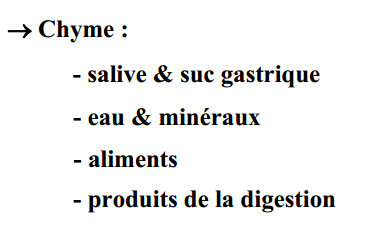 → Chyme :
- salive & suc gastrique
- eau & minéraux
- aliments
- produits de la digestion